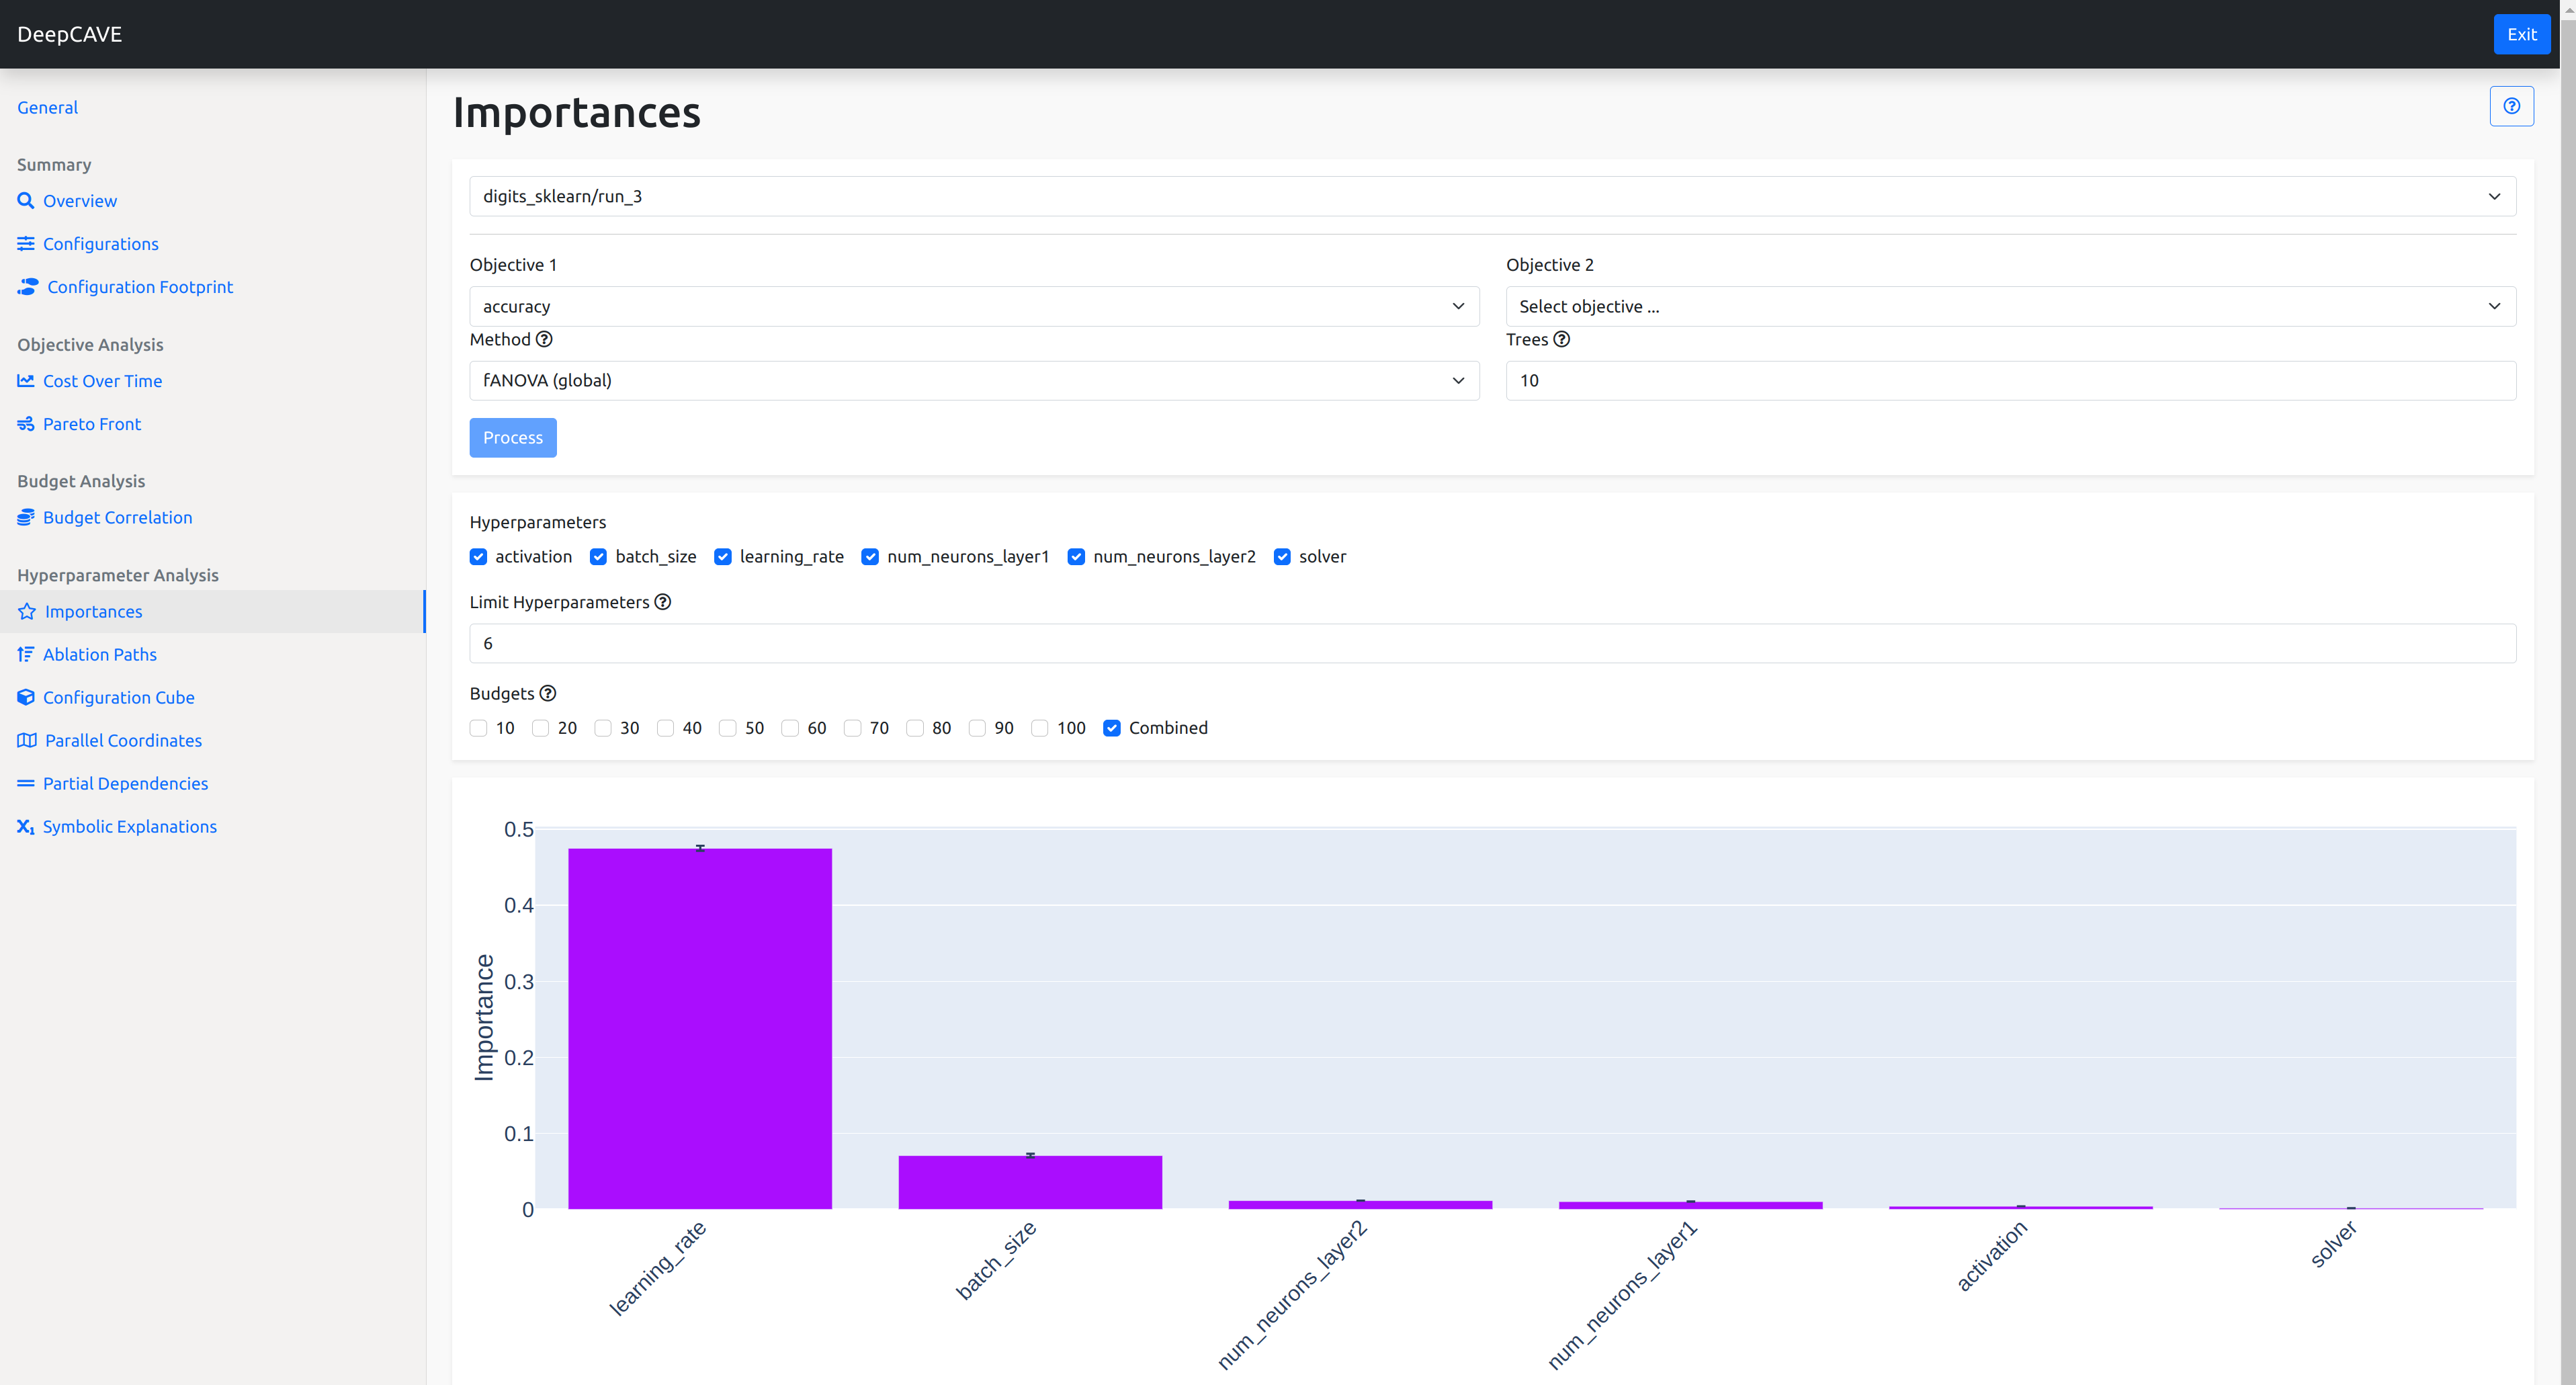 DeepCAVE
Exit
General
Summary
Overview
Configurations
Configuration Footprint
Objective Analysis
Cost Over Time
Pareto Front
Budget Analysis
Budget Correlation
Hyperparameter Analysis
Importances
Ablation Paths
Configuration Cube
Parallel Coordinates
Partial Dependencies
Symbolic Explanations
Importances
digits_sklearn/run_3
Objective 1
Objective 2
accuracy
Select objective ...
Method
Trees
fANOVA (global)
10
Process
Hyperparameters
activation batch_size learning_rate num_neurons_layer1 num_neurons_layer2 solver
Limit Hyperparameters
6
Budgets
10 20 30 40 50 60 70 80 90 100 Combined
0.5
0.4
0.3
0.2
0.1
0
Importance
learning_rate
batch_size
num_neurons_layer2
num_neurons_layer1
activation
solver